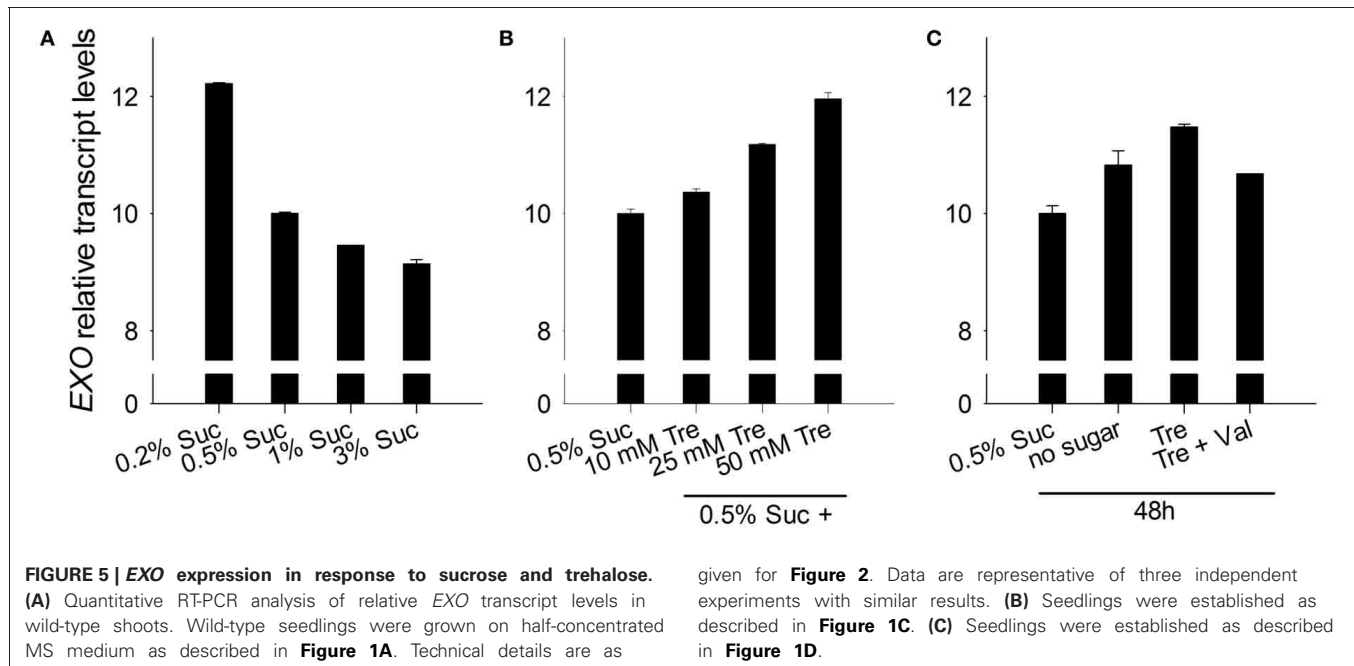 A
B
C
EXO relative transcript levels
12
10
8
0
0.2% Suc
0.5% Suc
1% Suc
3% Suc
12
10
8
0
0.5% Suc
10 mM Tre
25 mM Tre
50 mM Tre
0.5% Suc +
12
10
8
0
0.5% Suc
no sugar
Tre
Tre + Val
48h
FIGURE 5 | EXO expression in response to sucrose and trehalose.
(A) Quantitative RT-PCR analysis of relative EXO transcript levels in
wild-type shoots. Wild-type seedlings were grown on half-concentrated
MS medium as described in Figure 1A. Technical details are as
given for Figure 2. Data are representative of three independent
experiments with similar results. (B) Seedlings were established as
described in Figure 1C. (C) Seedlings were established as described
in Figure 1D.